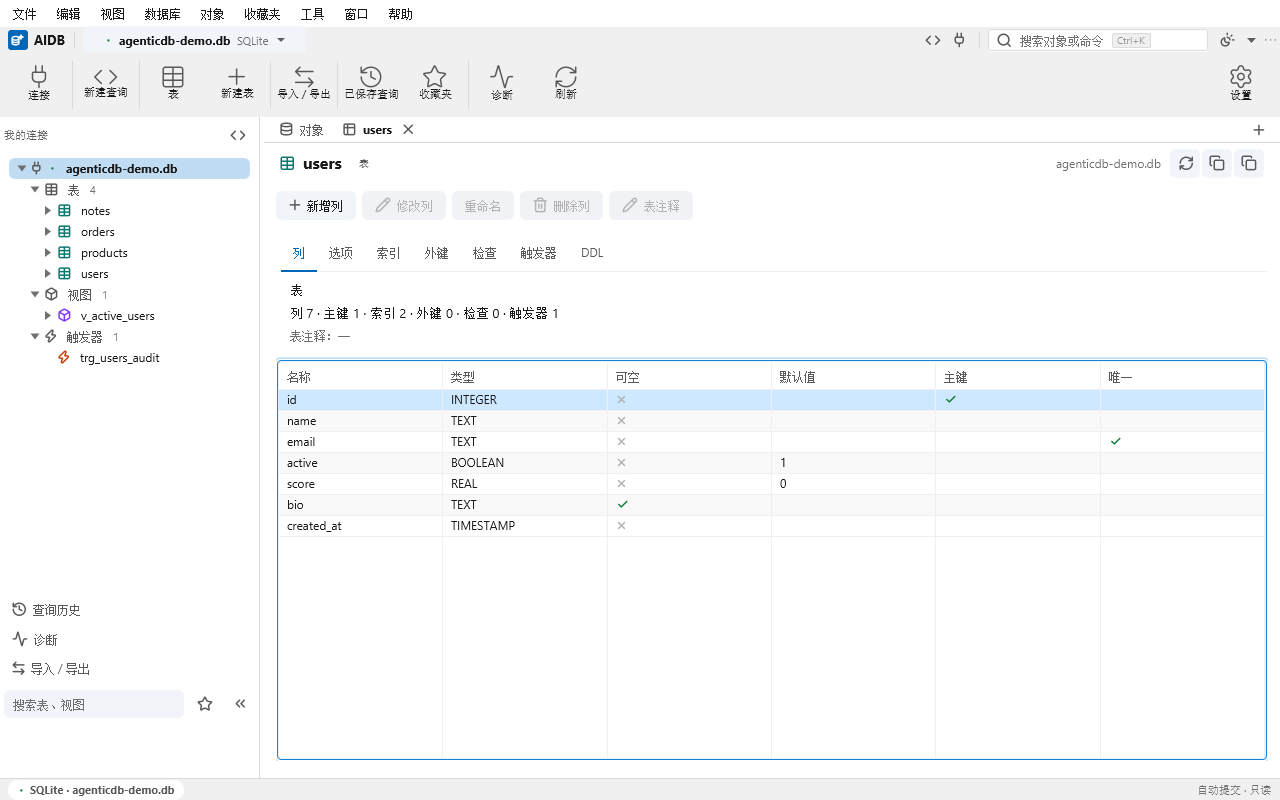 文件 编辑 视图 数据库 对象 收藏夹 工具 窗口 帮助
AIDB · agenticdb-demo.db SQLite 搜索对象或命令 Ctrl+K
连接 新建查询 表 新建表 导入 / 导出 已保存查询 收藏夹 诊断 刷新 设置
我的连接
· agenticdb-demo.db
表 4
notes
orders
products
users
视图 1
v_active_users
触发器 1
trg_users_audit
查询历史
诊断
导入 / 导出
搜索表、视图
对象 users
users 表 agenticdb-demo.db
新增列 修改列 重命名 删除列 表注释
列 选项 索引 外键 检查 触发器 DDL
表
列 7 · 主键 1 · 索引 2 · 外键 0 · 检查 0 · 触发器 1
表注释: —
名称 类型 可空 默认值 主键 唯一
id INTEGER
name TEXT
email TEXT
active BOOLEAN 1
score REAL 0
bio TEXT
created_at TIMESTAMP
· SQLite · agenticdb-demo.db 自动提交 · 只读